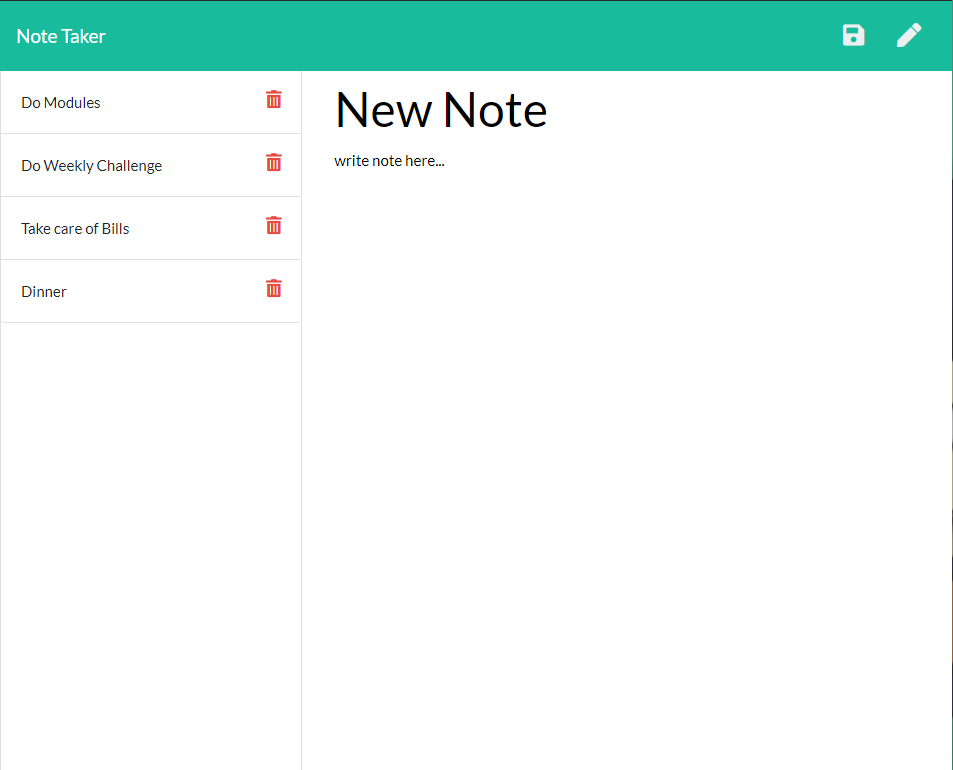 Note Taker
Do Modules
Do Weekly Challenge
Take care of Bills
Dinner
New Note
write note here...